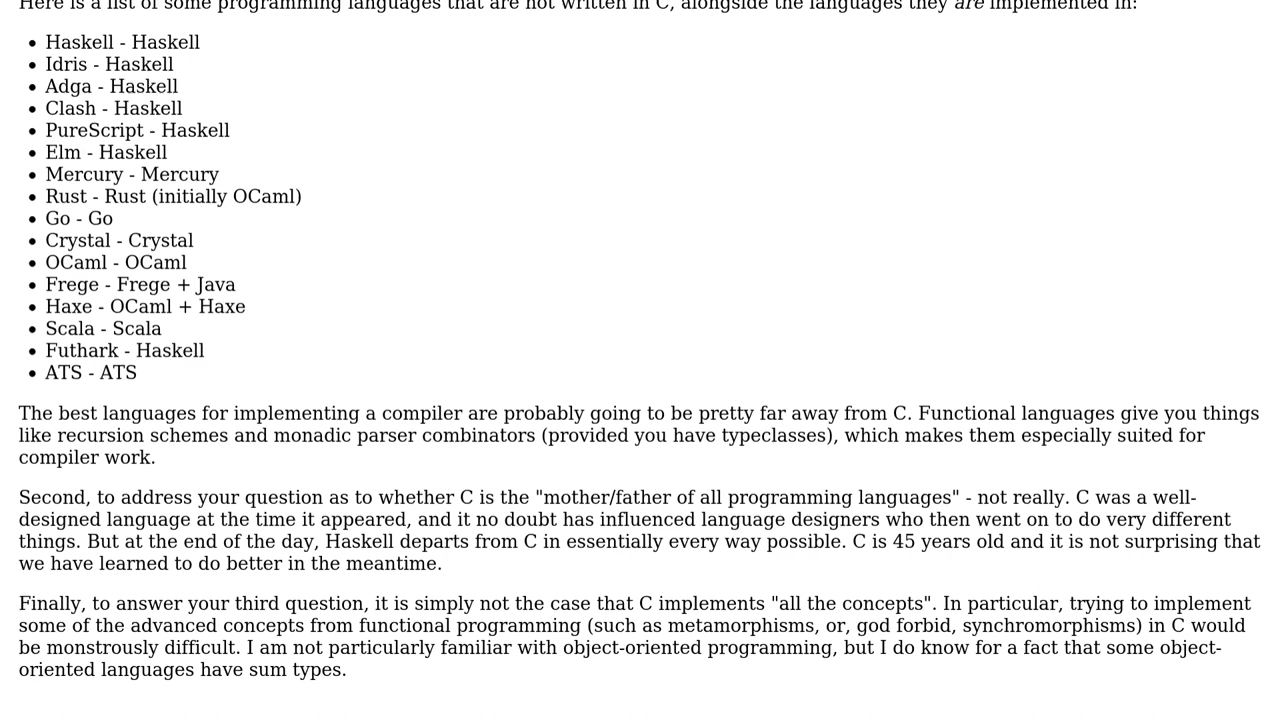 Here is a list of some programming languages that are not written in C, alongside the languages they are implemented in:
• Haskell - Haskell
• Idris - Haskell
• Adga - Haskell
• Clash - Haskell
• PureScript - Haskell
• Elm - Haskell
• Mercury - Mercury
• Rust - Rust (initially OCaml)
• Go - Go
• Crystal - Crystal
• OCaml - OCaml
• Frege - Frege + Java
• Haxe - OCaml + Haxe
• Scala - Scala
• Futhark - Haskell
• ATS - ATS
The best languages for implementing a compiler are probably going to be pretty far away from C. Functional languages give you things
like recursion schemes and monadic parser combinators (provided you have typeclasses), which makes them especially suited for
compiler work.
Second, to address your question as to whether C is the "mother/father of all programming languages" - not really. C was a well-
designed language at the time it appeared, and it no doubt has influenced language designers who then went on to do very different
things. But at the end of the day, Haskell departs from C in essentially every way possible. C is 45 years old and it is not surprising that
we have learned to do better in the meantime.
Finally, to answer your third question, it is simply not the case that C implements "all the concepts". In particular, trying to implement
some of the advanced concepts from functional programming (such as metamorphisms, or, god forbid, synchromorphisms) in C would
be monstrously difficult. I am not particularly familiar with object-oriented programming, but I do know for a fact that some object-
oriented languages have sum types.